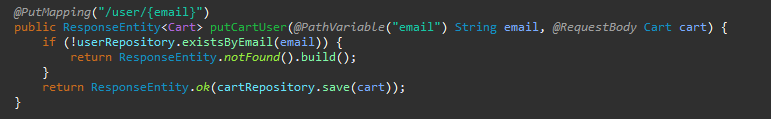 @PutMapping("/user/{email}")
public ResponseEntity<Cart> putCartUser(@PathVariable("email") String email, @RequestBody Cart cart) {
if (!userRepository.existsByEmail(email)) {
return ResponseEntity.notFound().build();
}
return ResponseEntity.ok(cartRepository.save(cart));
}